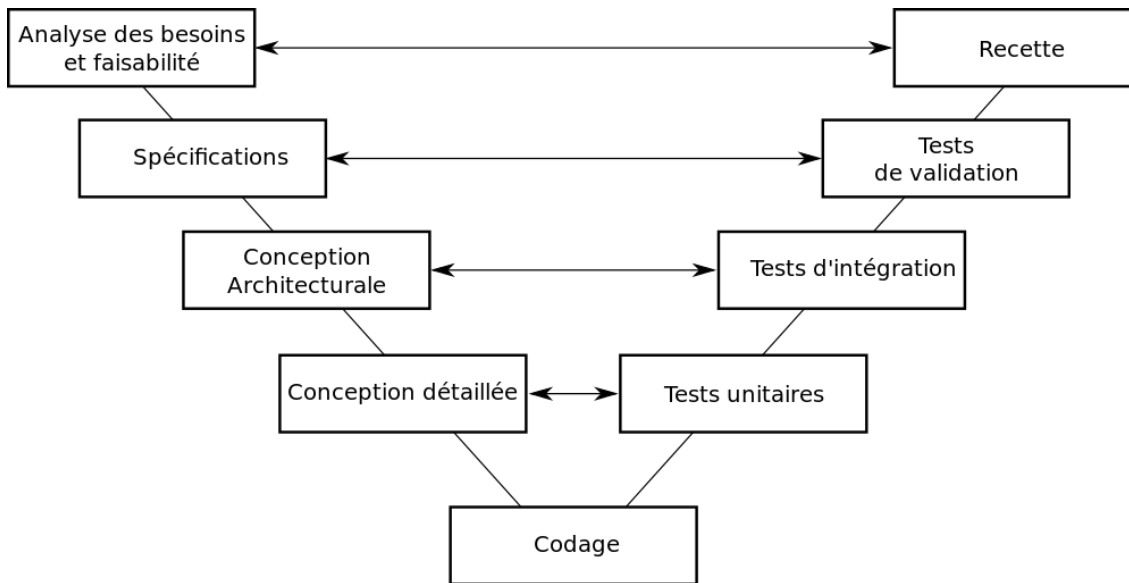 Analyse des besoins
et faisabilité
Recette
Spécifications
Tests
de validation
Conception
Architecturale
Tests d'intégration
Conception détaillée
Tests unitaires
Codage